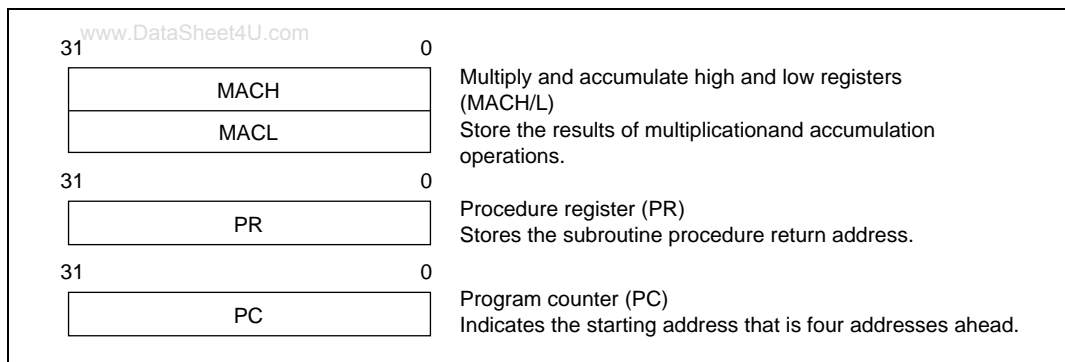 www.DataSheet4U.com
31 0
MACH
MACL
Multiply and accumulate high and low registers
(MACH/L)
Store the results of multiplicationand accumulation
operations.
31 0
PR
Procedure register (PR)
Stores the subroutine procedure return address.
31 0
PC
Program counter (PC)
Indicates the starting address that is four addresses ahead.